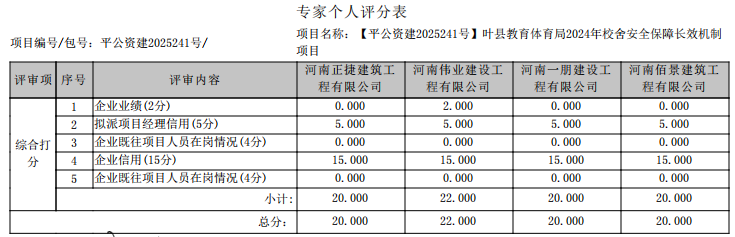 专家个人评分表
项目编号/包号：平公资建2025241号/
项目名称：【平公资建2025241号】叶县教育体育局2024年校舍安全保障长效机制
项目
评审项 序号 评审内容 河南正捷建筑工程有限公司 河南伟业建设工程有限公司 河南一朋建设工程有限公司 河南佰景建筑工程有限公司
综合打分
1 企业业绩(2分) 0.000 2.000 0.000 0.000
2 拟派项目经理信用(5分) 5.000 5.000 5.000 5.000
3 企业既往项目人员在岗情况(4分) 0.000 0.000 0.000 0.000
4 企业信用(15分) 15.000 15.000 15.000 15.000
5 企业既往项目人员在岗情况(4分) 0.000 0.000 0.000 0.000
小计: 20.000 22.000 20.000 20.000
总分: 20.000 22.000 20.000 20.000